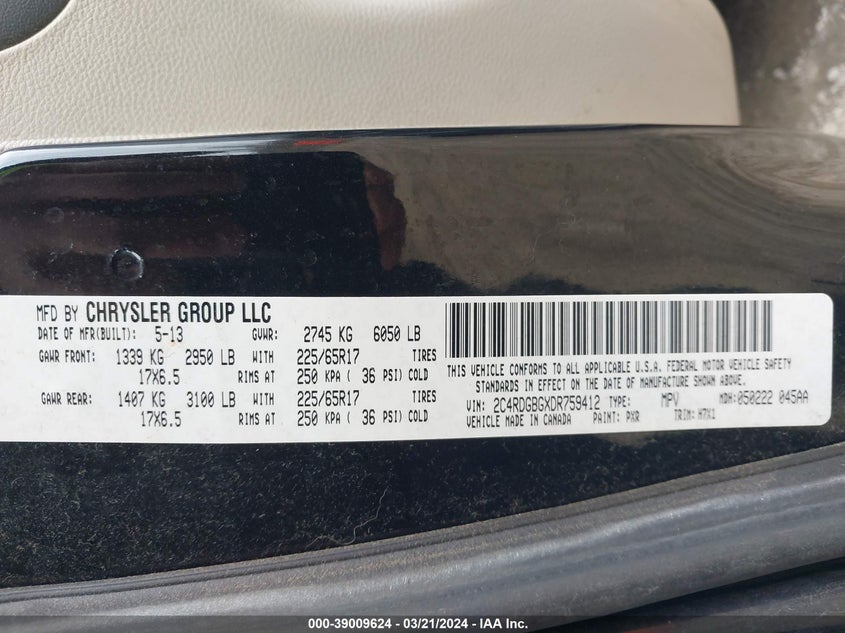 MFD BY CHRYSLER GROUP LLC
DATE OF MFR(BUILT): 5-13 GVWR: 2745 KG 6050 LB
GAWR FRONT: 1339 KG 2950 LB WITH 225/65R17 TIRES
17X6.5 RIMS AT 250 KPA ( 36 PSI) COLD
GAWR REAR: 1407 KG 3100 LB WITH 225/65R17 TIRES
17X6.5 RIMS AT 250 KPA ( 36 PSI) COLD
THIS VEHICLE CONFORMS TO ALL APPLICABLE U.S.A. FEDERAL MOTOR VEHICLE SAFETY
STANDARDS IN EFFECT ON THE DATE OF MANUFACTURE SHOWN ABOVE.
VIN: 2C4RDGBGXDR759412 TYPE: MPV MDH:050222 045AA
VEHICLE MADE IN CANADA PAINT: PXR TRIM: H7X1
000-39009624 - 03/21/2024 - IAA Inc.